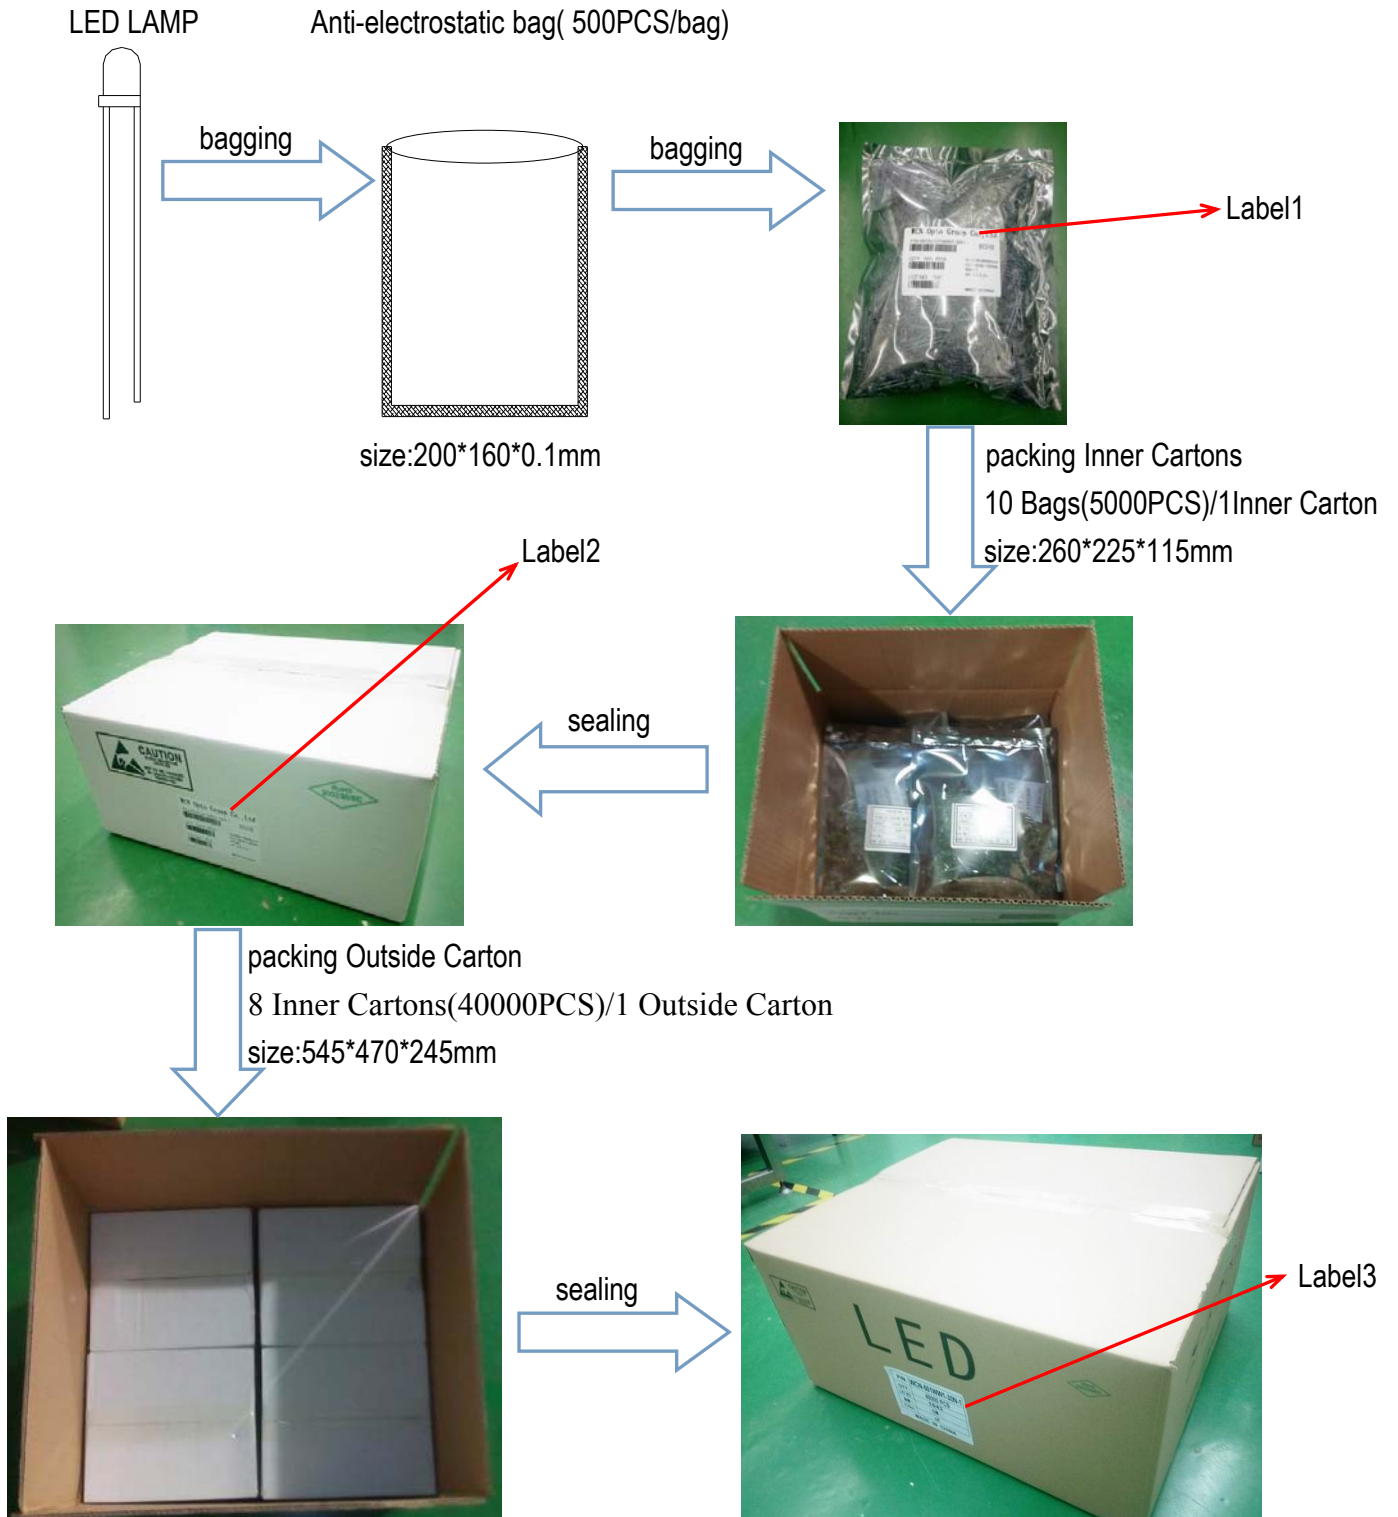 LED LAMP
Anti-electrostatic bag( 500PCS/bag)
bagging
bagging
Label1
size:200*160*0.1mm
packing Inner Cartons
10 Bags(5000PCS)/1Inner Carton
size:260*225*115mm
Label2
sealing
CAUTION
packing Outside Carton
8 Inner Cartons(40000PCS)/1 Outside Carton
size:545*470*245mm
sealing
Label3
LED